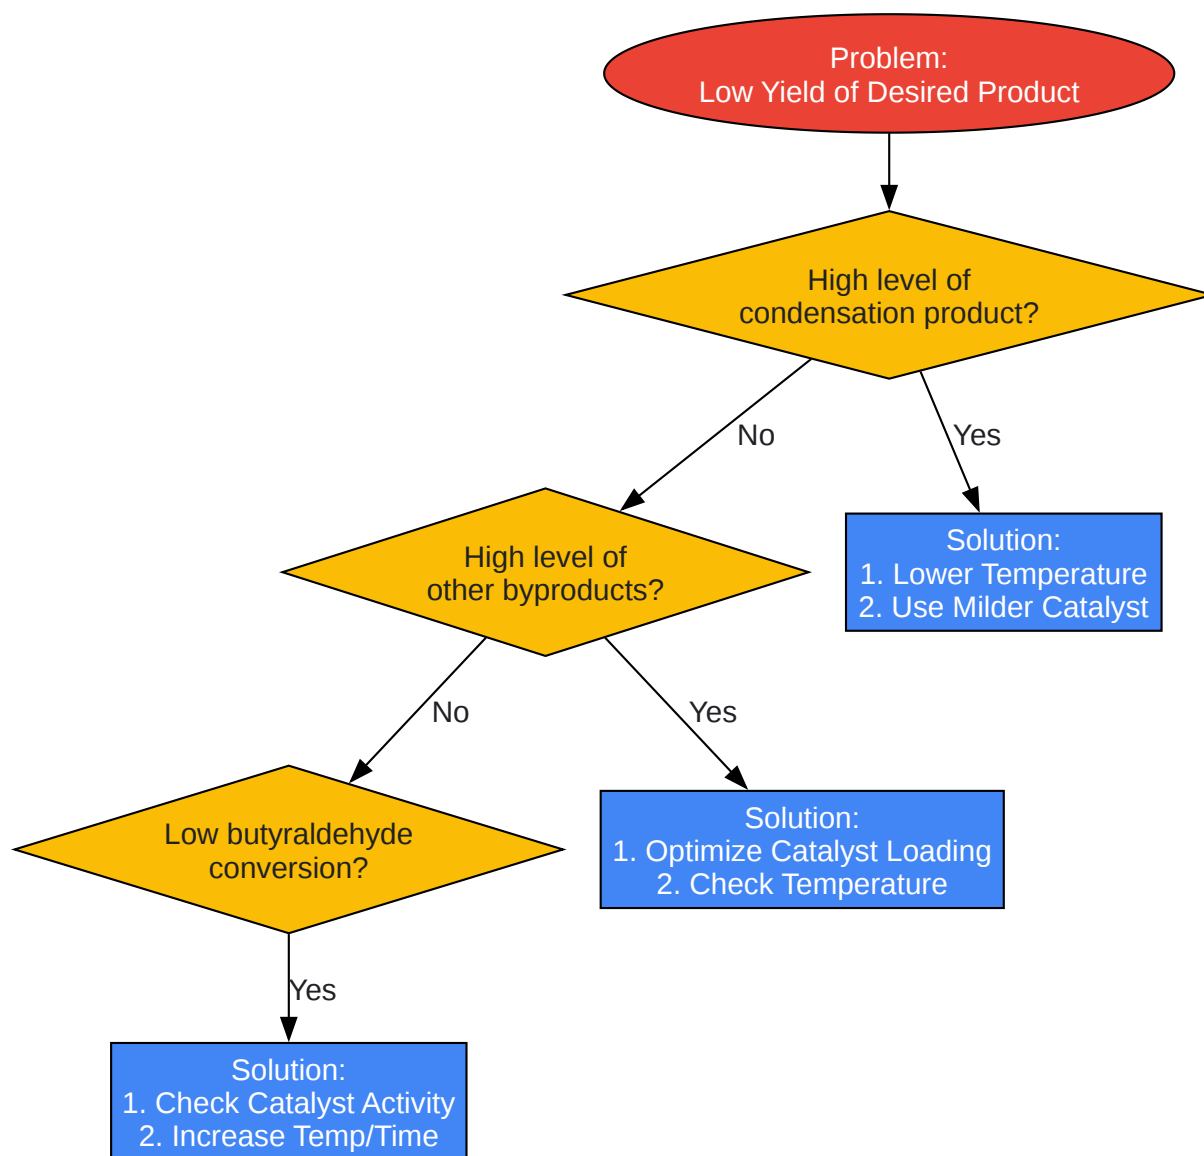 Problem:
Low Yield of Desired Product
High level of
condensation product?
No
Yes
High level of
other byproducts?
Solution:
1. Lower Temperature
2. Use Milder Catalyst
No
Yes
Low butyraldehyde
conversion?
Solution:
1. Optimize Catalyst Loading
2. Check Temperature
Yes
Solution:
1. Check Catalyst Activity
2. Increase Temp/Time